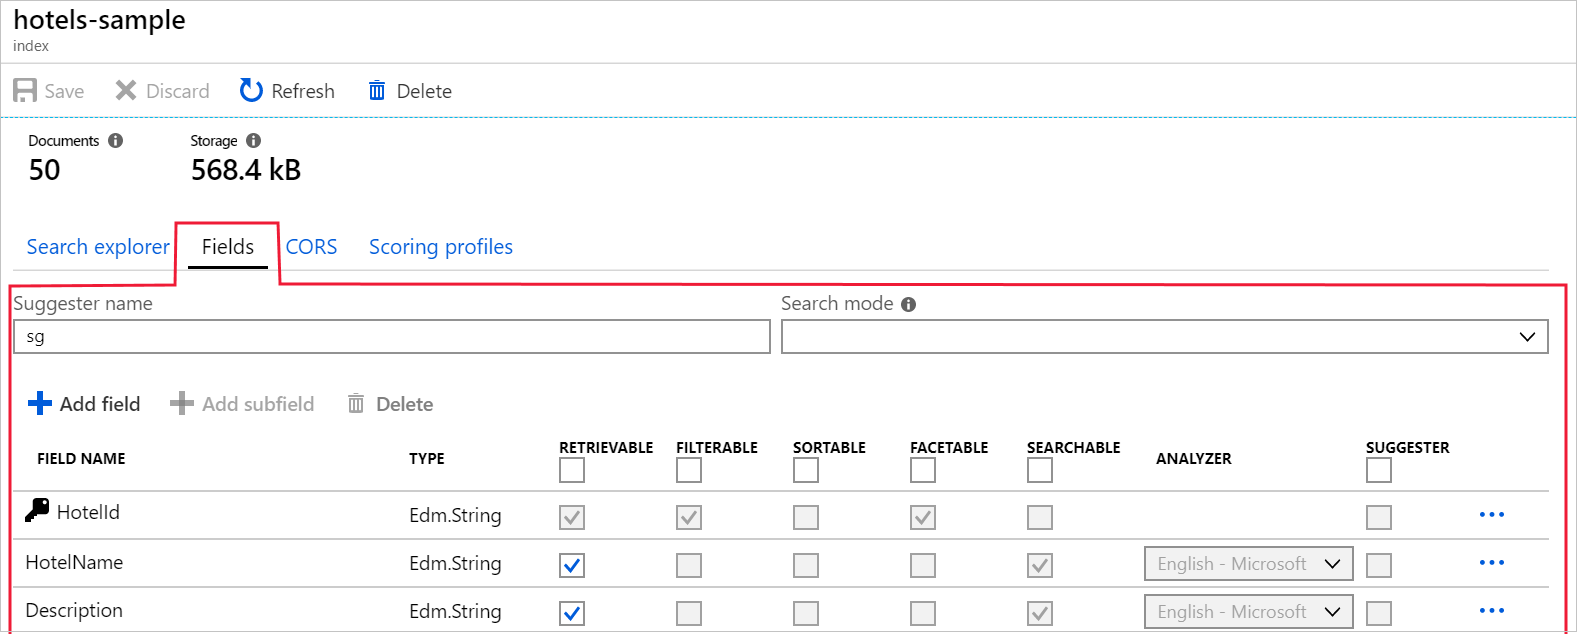 hotels-sample
index
Save Discard Refresh Delete
Documents Storage
50 568.4 kB
Search explorer Fields CORS Scoring profiles
Suggester name Search mode
sg
Add field Add subfield Delete
FIELD NAME TYPE RETRIEVABLE FILTERABLE SORTABLE FACETABLE SEARCHABLE ANALYZER SUGGESTER
HotelId Edm.String
HotelName Edm.String English - Microsoft
Description Edm.String English - Microsoft